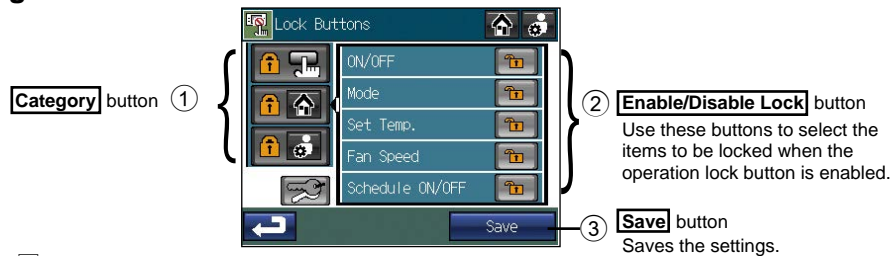 Lock Buttons
Category button ①
ON/OFF
Mode
Set Temp.
Fan Speed
Schedule ON/OFF
Save
② Enable/Disable Lock button
Use these buttons to select the
items to be locked when the
operation lock button is enabled.
③ Save button
Saves the settings.